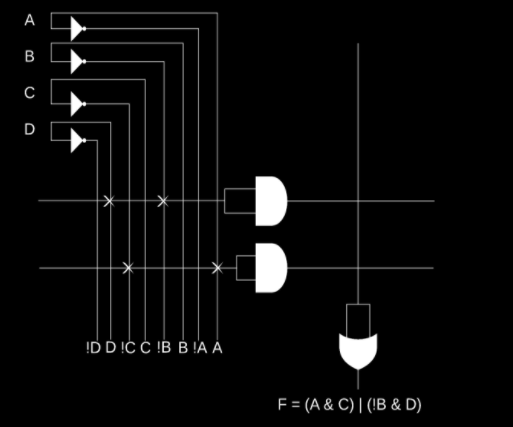 A
B
C
D
!D D !C C !B B !A A
F = (A & C) | (!B & D)